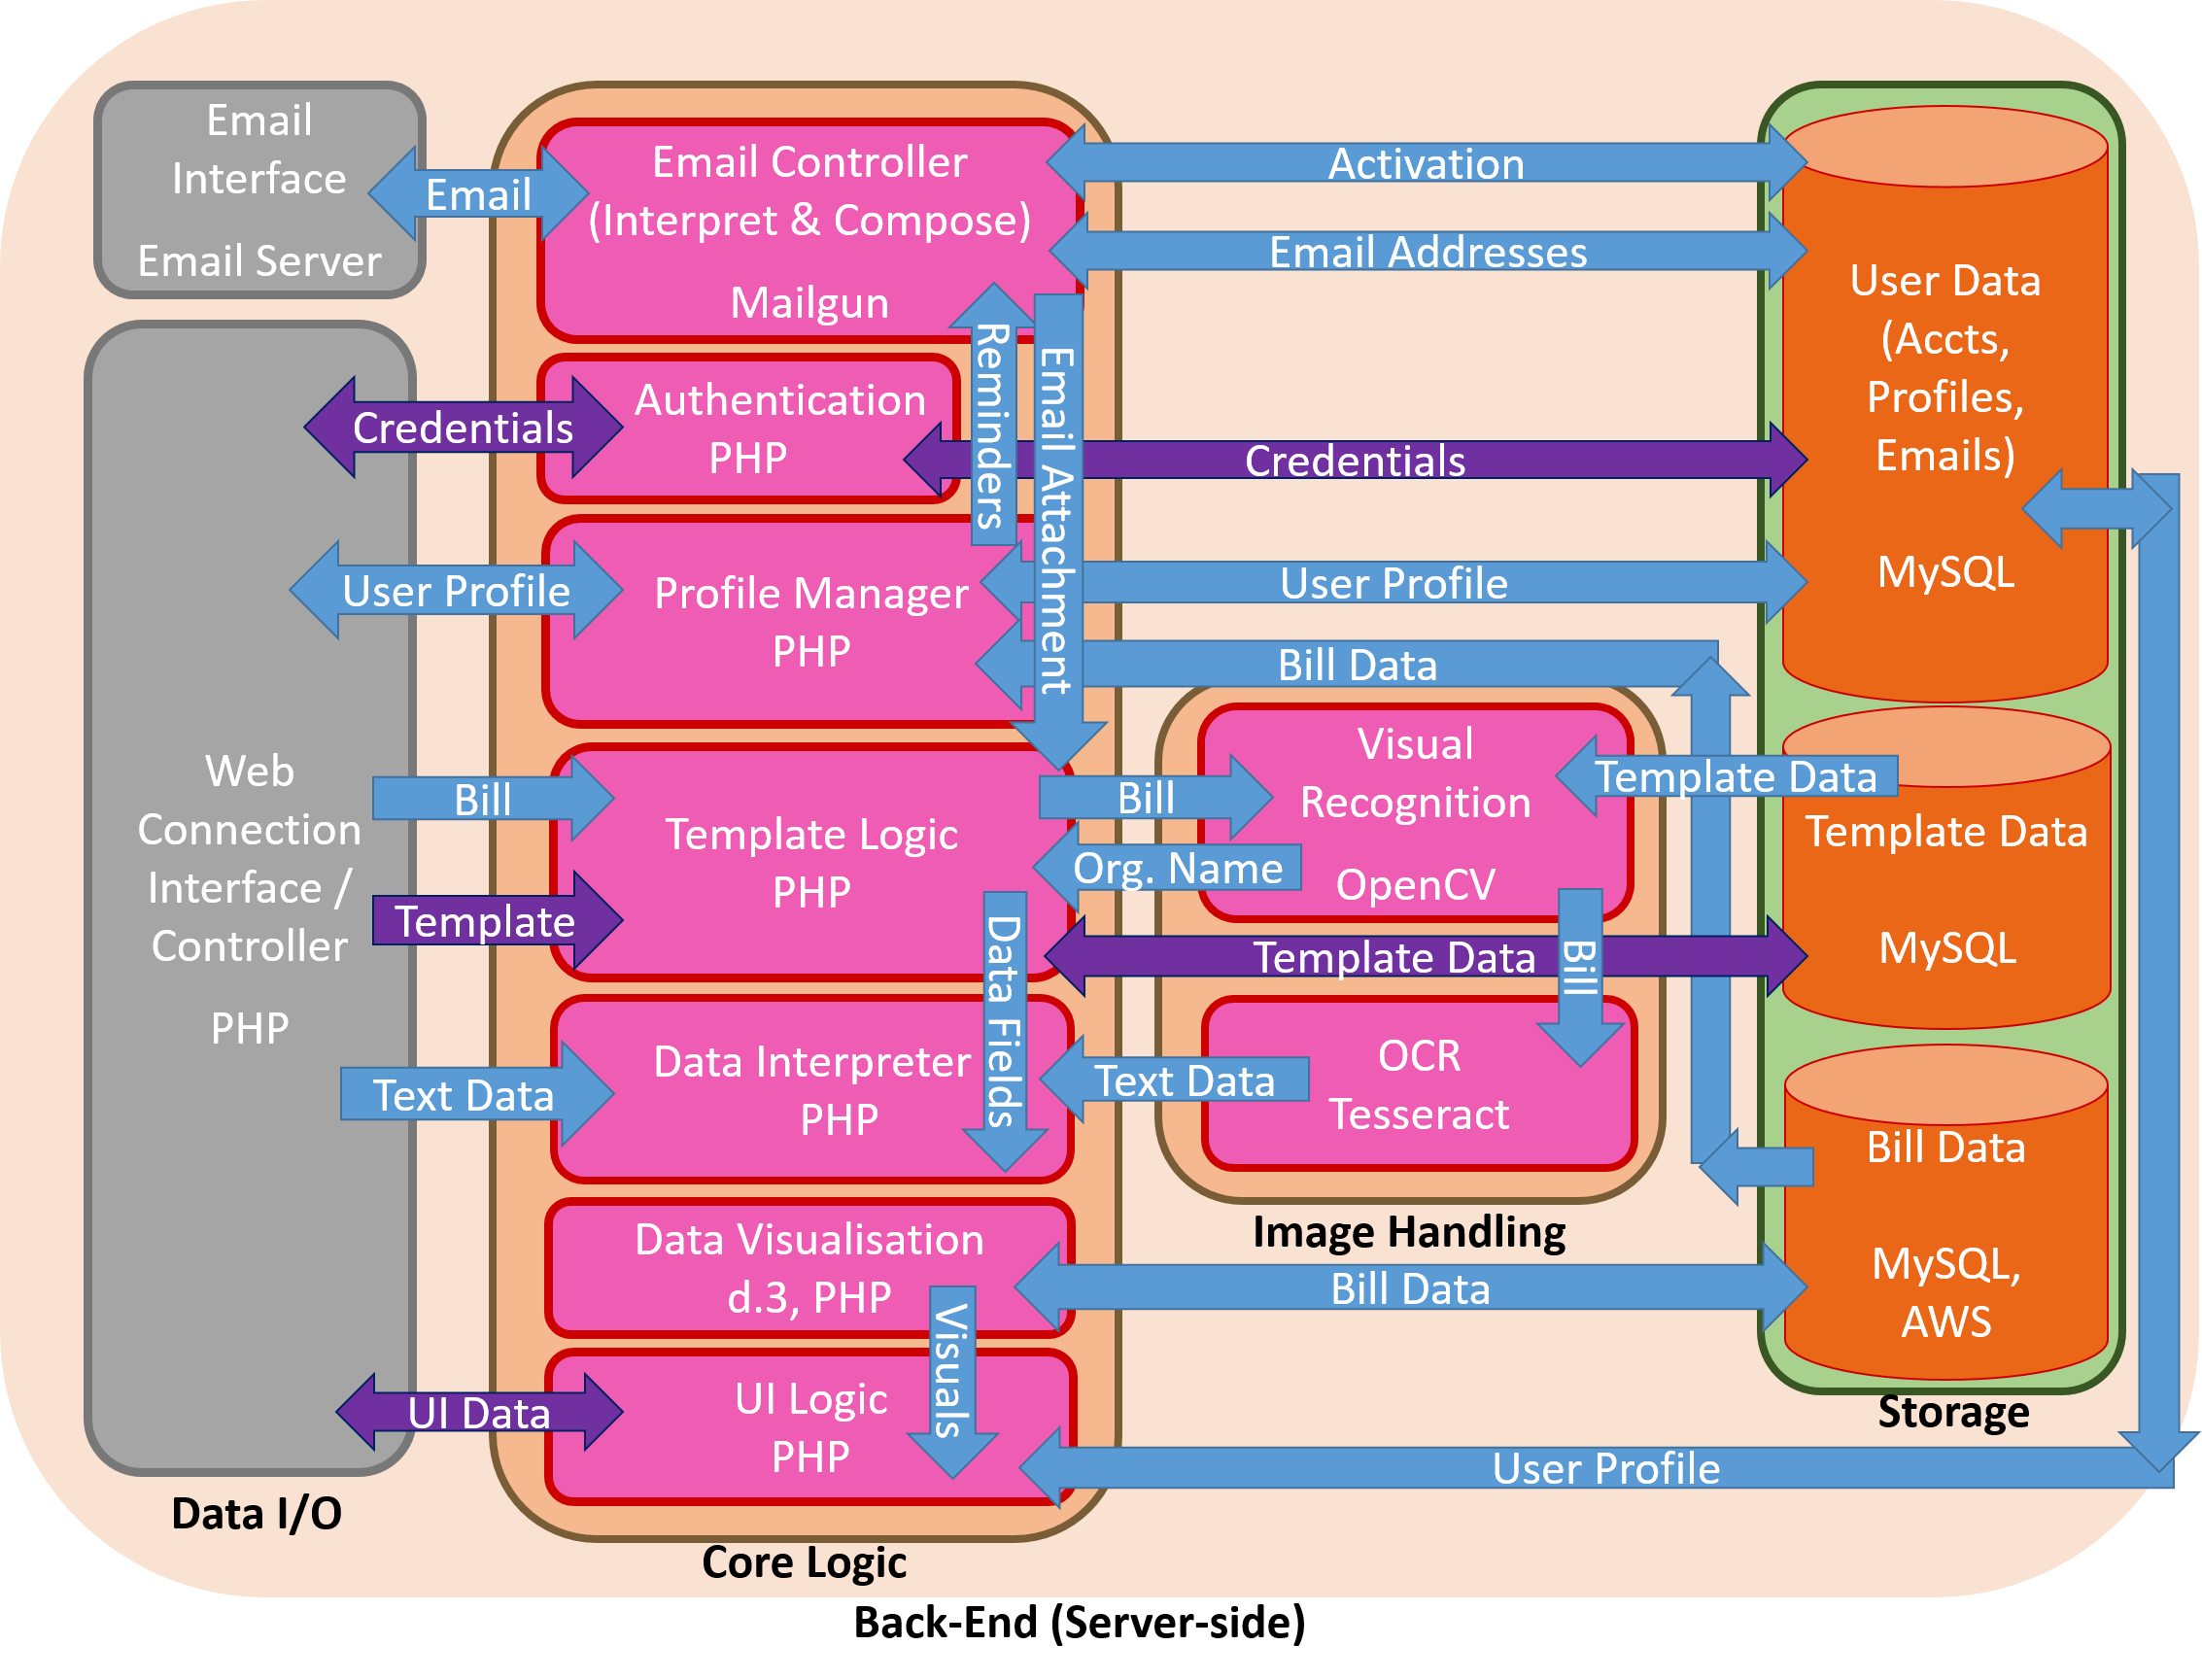 Email
Interface
Email Server
Email
Email Controller
(Interpret & Compose)
Mailgun
Activation
Email Addresses
User Data
(Accts,
Profiles,
Emails)
MySQL
Reminders
Email Attachment
Credentials
Authentication
PHP
Credentials
User Profile
Profile Manager
PHP
User Profile
Bill Data
Web
Connection
Interface /
Controller
PHP
Bill
Template
Template Logic
PHP
Bill
Org. Name
Visual
Recognition
OpenCV
Template Data
Template Data
MySQL
Data Fields
Template Data
Bill
Text Data
Data Interpreter
PHP
Text Data
OCR
Tesseract
Image Handling
Bill Data
MySQL,
AWS
Data Visualisation
d.3, PHP
Bill Data
Visuals
UI Data
UI Logic
PHP
User Profile
Storage
Data I/O
Core Logic
Back-End (Server-side)